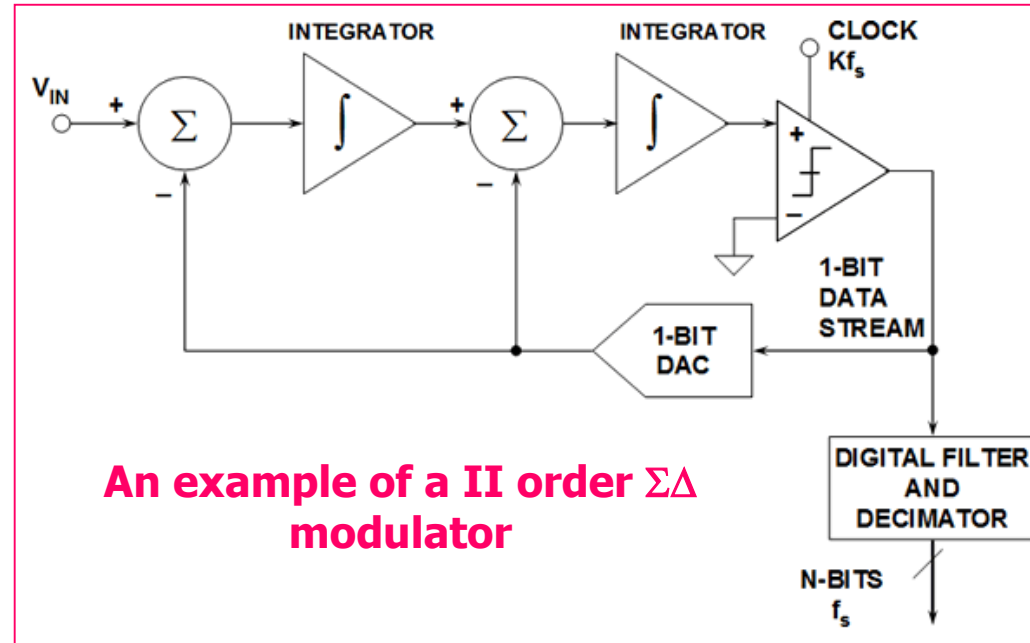 INTEGRATOR
INTEGRATOR
CLOCK
Kfs
VIN
+
Σ
−
∫
+
Σ
−
∫
+
−
1-BIT
DATA
STREAM
1-BIT
DAC
DIGITAL FILTER
AND
DECIMATOR
N-BITS
fs
An example of a II order ΣΔ
modulator